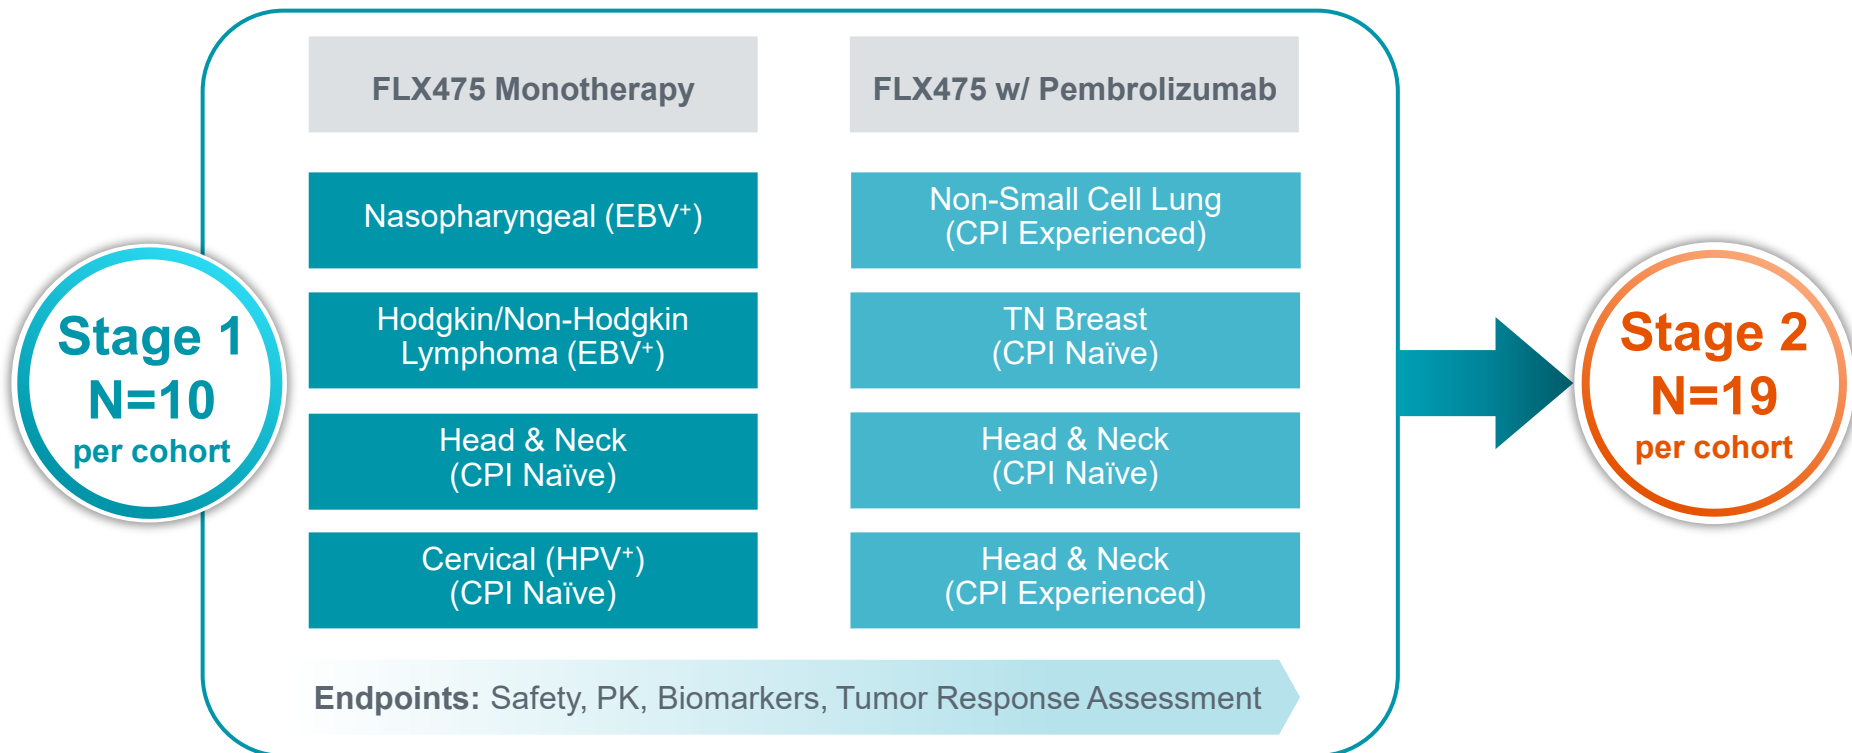 Stage 1
N=10
per cohort
FLX475 Monotherapy
Nasopharyngeal (EBV⁺)
Hodgkin/Non-Hodgkin
Lymphoma (EBV⁺)
Head & Neck
(CPI Naïve)
Cervical (HPV⁺)
(CPI Naïve)
FLX475 w/ Pembrolizumab
Non-Small Cell Lung
(CPI Experienced)
TN Breast
(CPI Naïve)
Head & Neck
(CPI Naïve)
Head & Neck
(CPI Experienced)
Endpoints: Safety, PK, Biomarkers, Tumor Response Assessment
Stage 2
N=19
per cohort